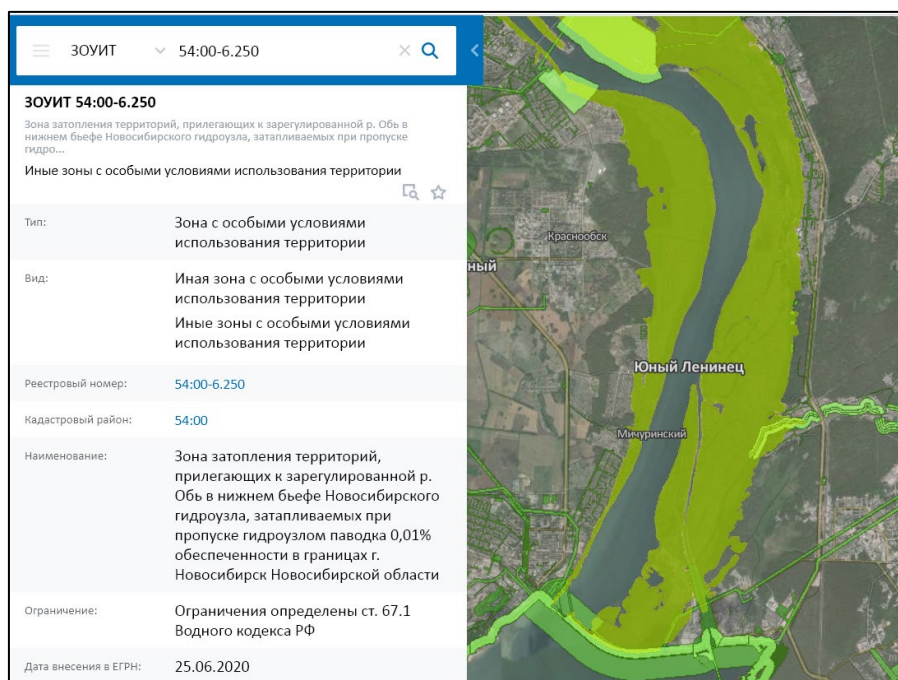 ЗОУИТ 54:00-6.250
ЗОУИТ 54:00-6.250
Зона затопления территорий, прилегающих к зарегулированной р. Обь в
нижнем бьефе Новосибирского гидроузла, затапливаемых при пропуске
гидро...
Иные зоны с особыми условиями использования территории
Тип: Зона с особыми условиями
использования территории
Вид: Иная зона с особыми условиями
использования территории
Иные зоны с особыми условиями
использования территории
Реестровый номер: 54:00-6.250
Кадастровый район: 54:00
Наименование: Зона затопления территорий,
прилегающих к зарегулированной р.
Обь в нижнем бьефе Новосибирского
гидроузла, затапливаемых при
пропуске гидроузлом паводка 0,01%
обеспеченности в границах г.
Новосибирск Новосибирской области
Ограничение: Ограничения определены ст. 67.1
Водного кодекса РФ
Дата внесения в ЕГРН: 25.06.2020
Краснообск
ный
Юный Ленинец
Мичуринский